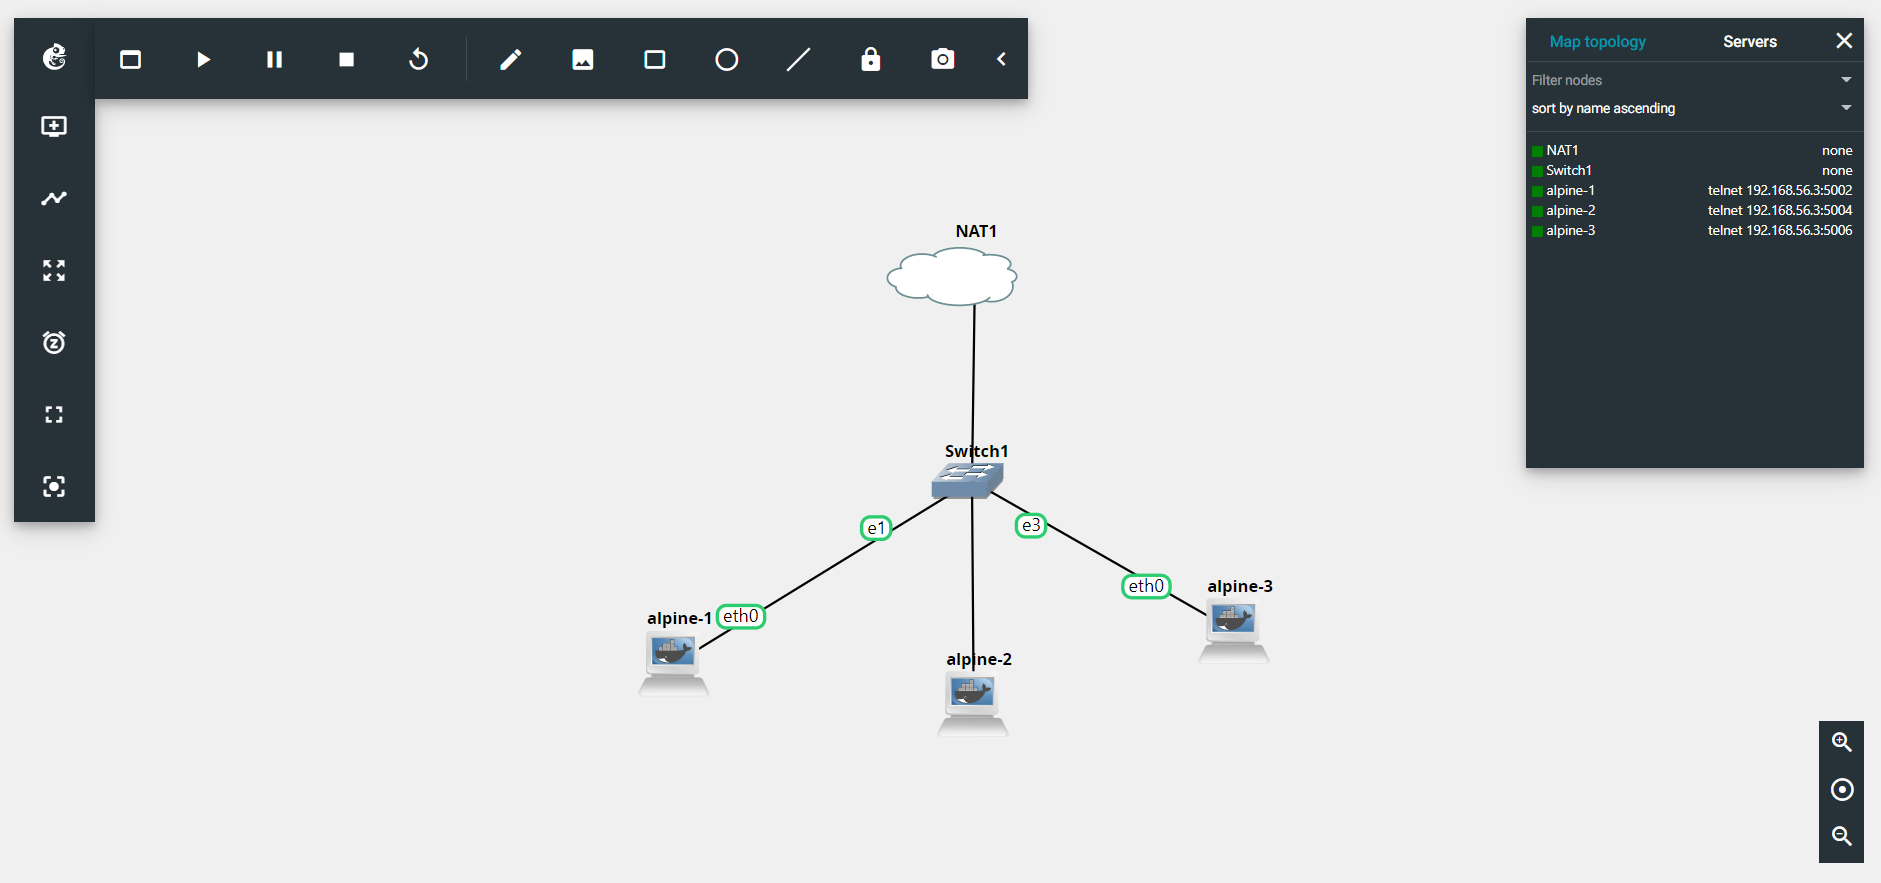 Map topology Servers
Filter nodes
sort by name ascending
NAT1 none
Switch1 none
alpine-1 telnet 192.168.56.3:5002
alpine-2 telnet 192.168.56.3:5004
alpine-3 telnet 192.168.56.3:5006
NAT1
Switch1
e1
e3
eth0
alpine-3
alpine-1
eth0
alpine-2